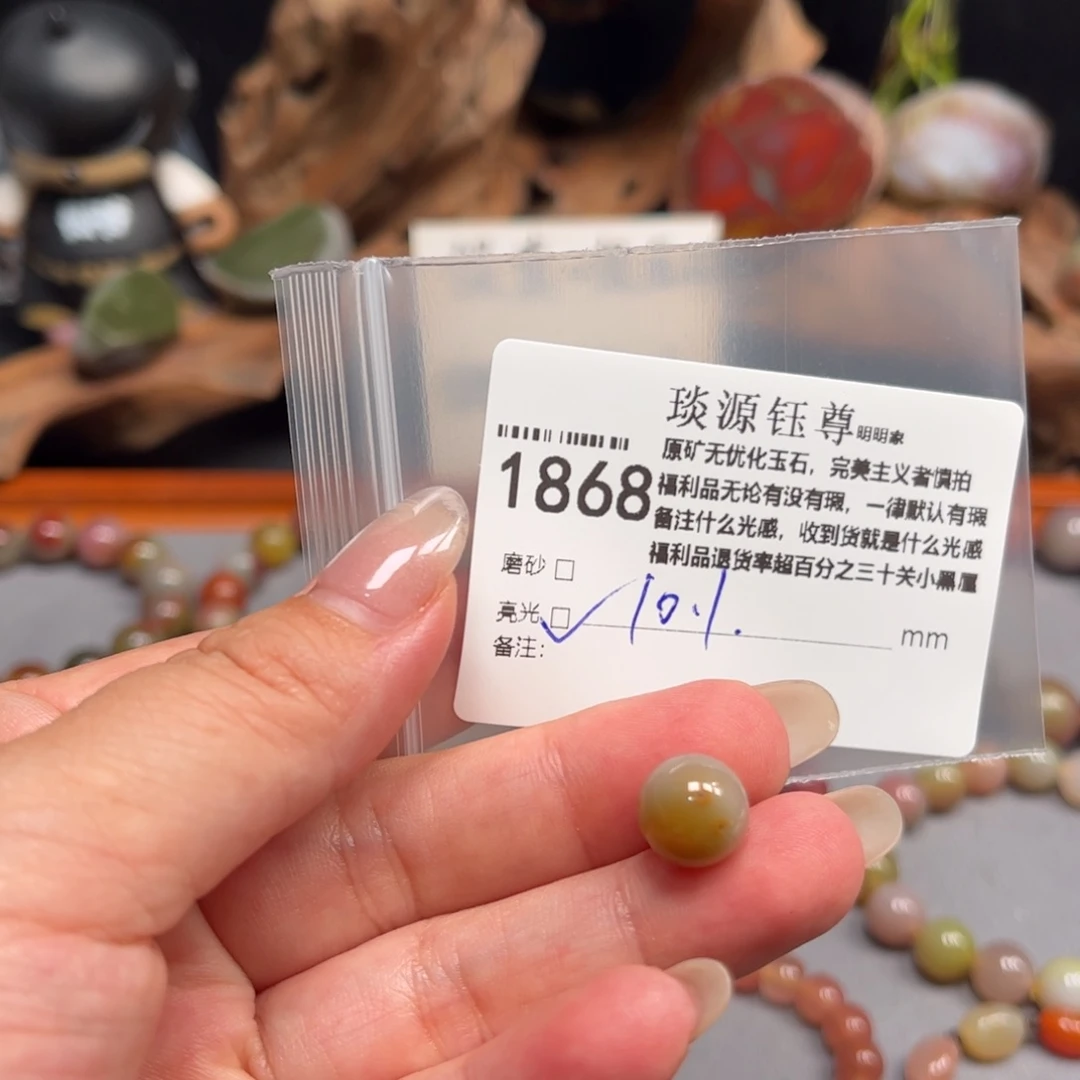 琰源钰尊明明家
原矿无优化玉石，完美主义者慎拍
1868
福利品无论有没有瑕，一律默认有瑕
备注什么光感，收到货就是什么光感
福利品退货率超百分之三十关小黑屋
磨砂 □
亮光 □ ✓ 10.1. mm
备注：